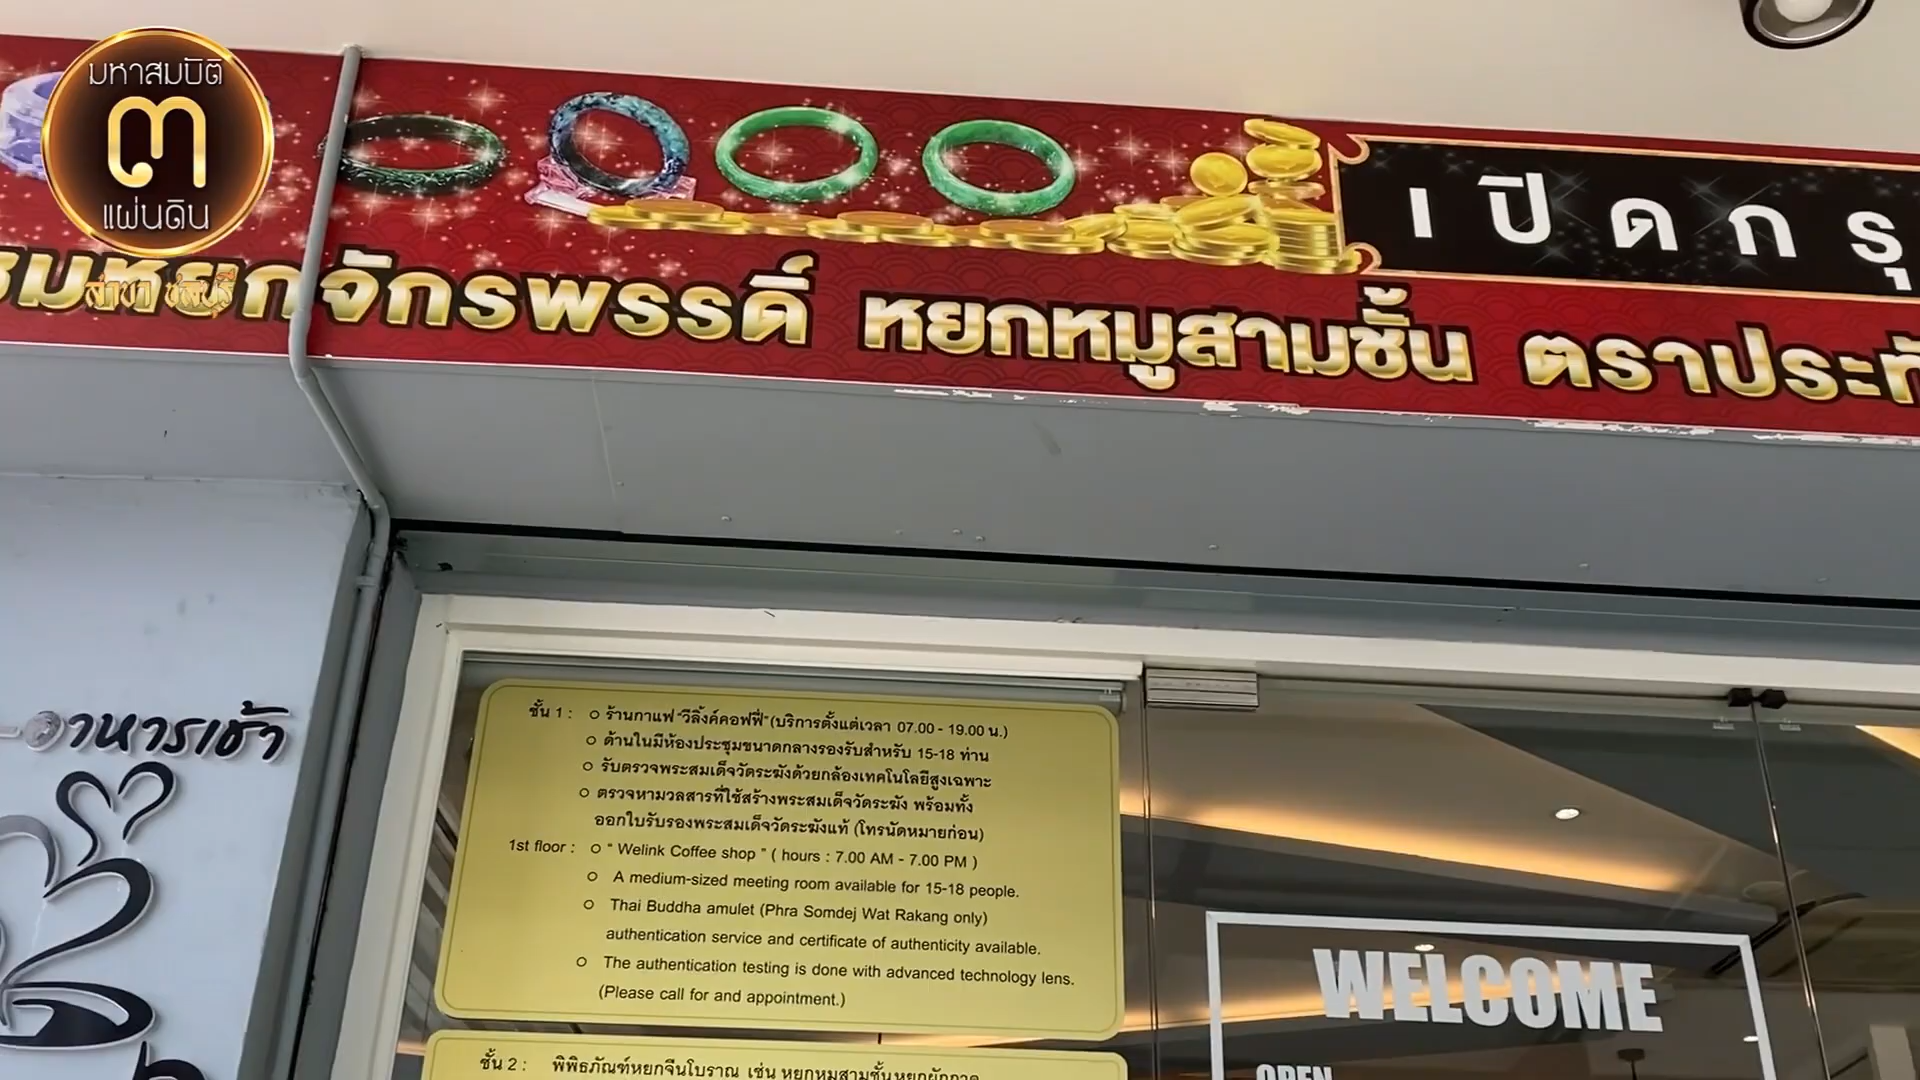 มหาสมบัติ
๓
แผ่นดิน
สาขา ชลบุรี
เปิดกรุ
หยกจักรพรรดิ์ หยกหมูสามชั้น
อาหารเช้า
ชั้น 1 : o ร้านกาแฟ "วีลิ้งค์คอฟฟี่" (บริการตั้งแต่เวลา 07.00 - 19.00 น.)
o ด้านในมีห้องประชุมขนาดกลางรองรับสำหรับ 15-18 ท่าน
o รับตรวจพระสมเด็จวัดระฆังด้วยกล้องเทคโนโลยีสูงเฉพาะ
o ตรวจหามวลสารที่ใช้สร้างพระสมเด็จวัดระฆัง พร้อมทั้ง
ออกใบรับรองพระสมเด็จวัดระฆังแท้ (โทรนัดหมายก่อน)
1st floor : o " Welink Coffee shop " ( hours : 7.00 AM - 7.00 PM )
o A medium-sized meeting room available for 15-18 people.
o Thai Buddha amulet (Phra Somdej Wat Rakang only)
authentication service and certificate of authenticity available.
o The authentication testing is done with advanced technology lens.
(Please call for and appointment.)
ชั้น 2 : พิพิธภัณฑ์หยกจีนโบราณ เช่น หยกหมูสามชั้น
WELCOME
OPEN